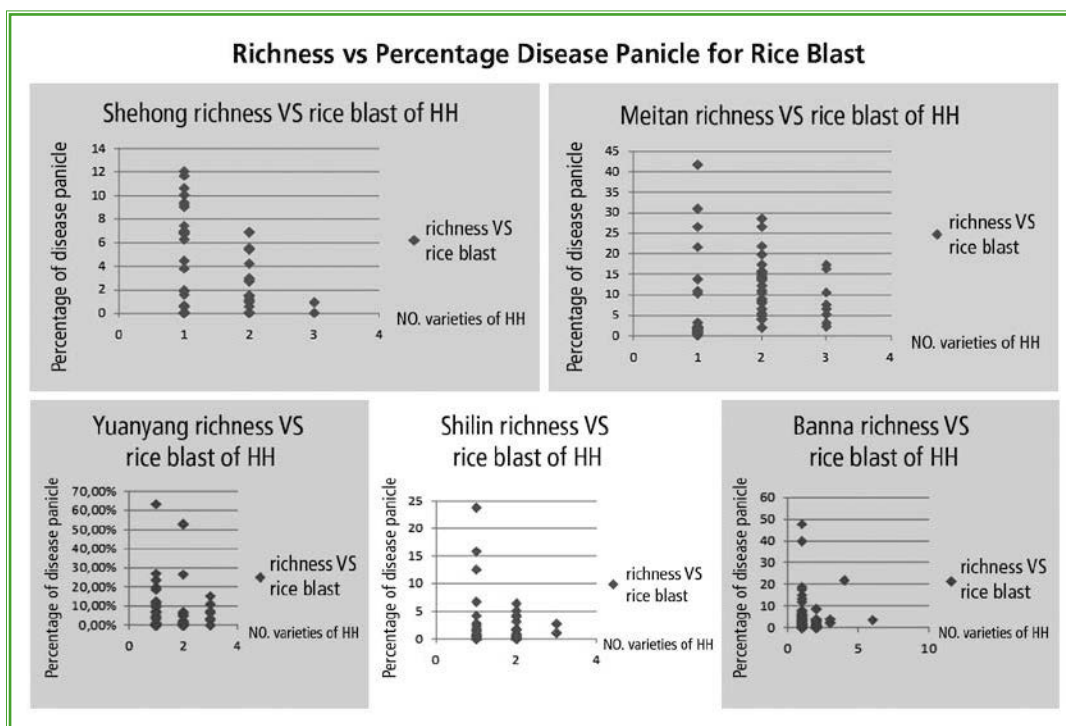 Richness vs Percentage Disease Panicle for Rice Blast
Shehong richness VS rice blast of HH
Percentage of disease panicle
14
12
10
8
6
4
2
0
0
1
2
3
4
richness VS
rice blast
NO. varieties of HH
Meitan richness VS rice blast of HH
Percentage of disease panicle
45
40
35
30
25
20
15
10
5
0
0
1
2
3
4
richness VS
rice blast
NO. varieties of HH
Yuanyang richness VS
rice blast of HH
Percentage of disease panicle
70,00%
60,00%
50,00%
40,00%
30,00%
20,00%
10,00%
0,00%
0
2
4
richness VS
rice blast
NO. varieties of HH
Shilin richness VS
rice blast of HH
Percentage of disease panicle
25
20
15
10
5
0
0
2
4
richness VS
rice blast
NO. varieties of HH
Banna richness VS
rice blast of HH
Percentage of disease panicle
60
50
40
30
20
10
0
0
5
10
richness VS
rice blast
NO. varieties of HH